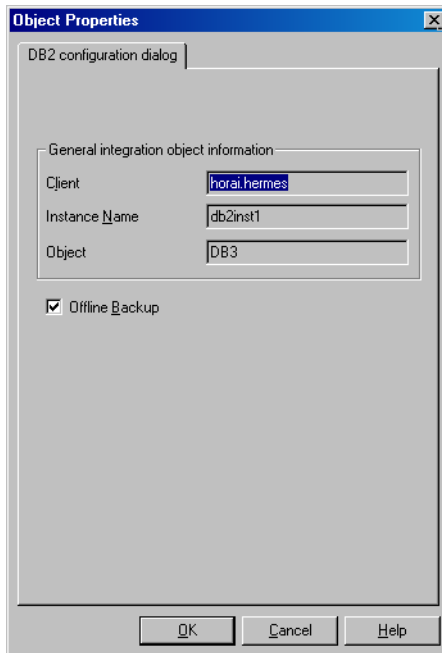 Object Properties
DB2 configuration dialog
General integration object information
Client horai.hermes
Instance Name db2inst1
Object DB3
Offline Backup
OK Cancel Help